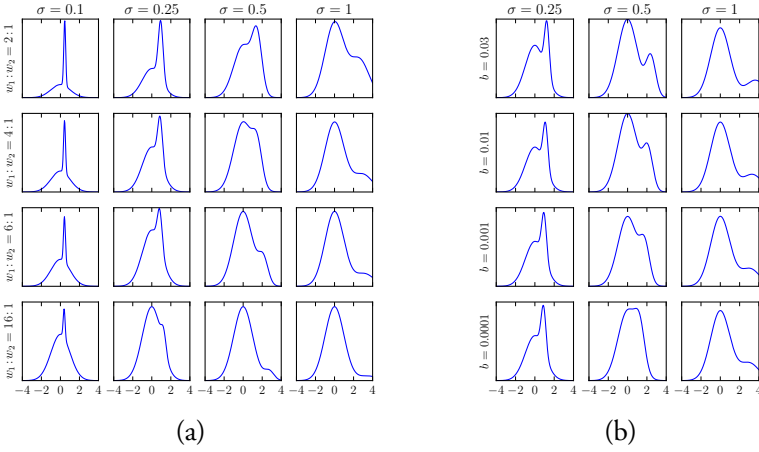 σ = 0.1 σ = 0.25 σ = 0.5 σ = 1
w₁ : w₂ = 2 : 1
w₁ : w₂ = 4 : 1
w₁ : w₂ = 6 : 1
w₁ : w₂ = 16 : 1
−4 −2 0 2 4 −4 −2 0 2 4 −4 −2 0 2 4 −4 −2 0 2 4
(a)
σ = 0.25 σ = 0.5 σ = 1
b = 0.03
b = 0.01
b = 0.001
b = 0.0001
−4 −2 0 2 4 −4 −2 0 2 4 −4 −2 0 2 4
(b)